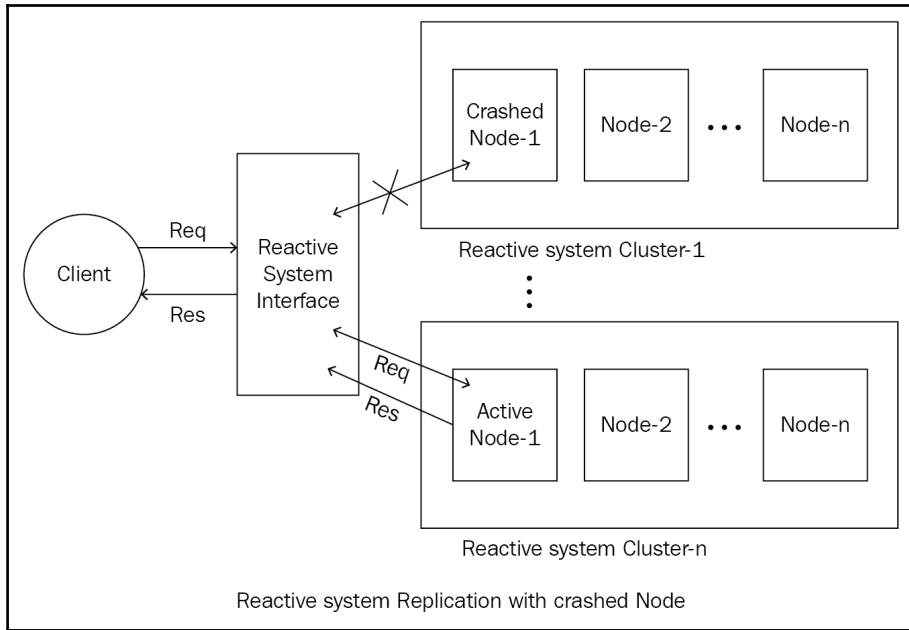 Crashed
Node-1
Node-2
Node-n
Req
Client
Res
Reactive
System
Interface
Reactive system Cluster-1
Req
Res
Active
Node-1
Node-2
Node-n
Reactive system Cluster-n
Reactive system Replication with crashed Node